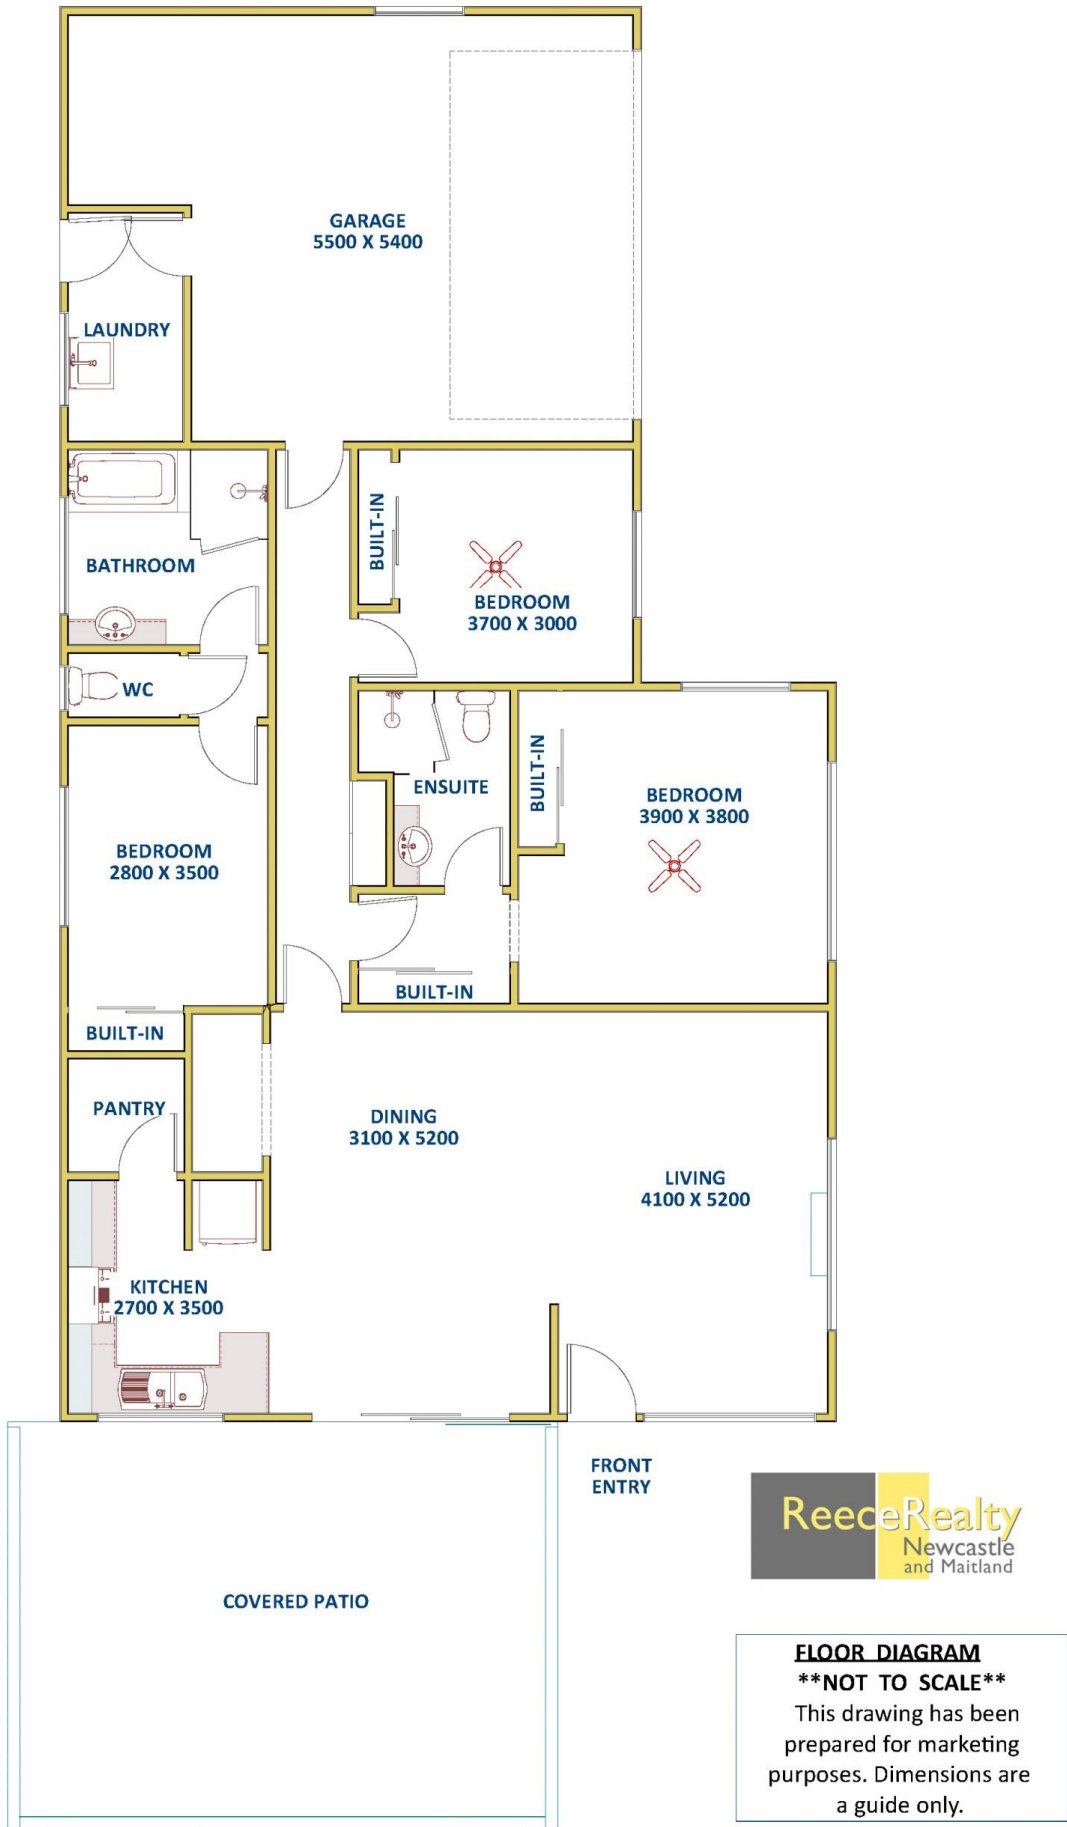 GARAGE
5500 X 5400
LAUNDRY
BUILT-IN
BATHROOM
BEDROOM
3700 X 3000
WC
BUILT-IN
ENSUITE
BEDROOM
3900 X 3800
BEDROOM
2800 X 3500
BUILT-IN
BUILT-IN
PANTRY
DINING
3100 X 5200
LIVING
4100 X 5200
KITCHEN
2700 X 3500
FRONT
ENTRY
ReeceRealty
Newcastle
and Maitland
COVERED PATIO
FLOOR DIAGRAM
**NOT TO SCALE**
This drawing has been
prepared for marketing
purposes. Dimensions are
a guide only.